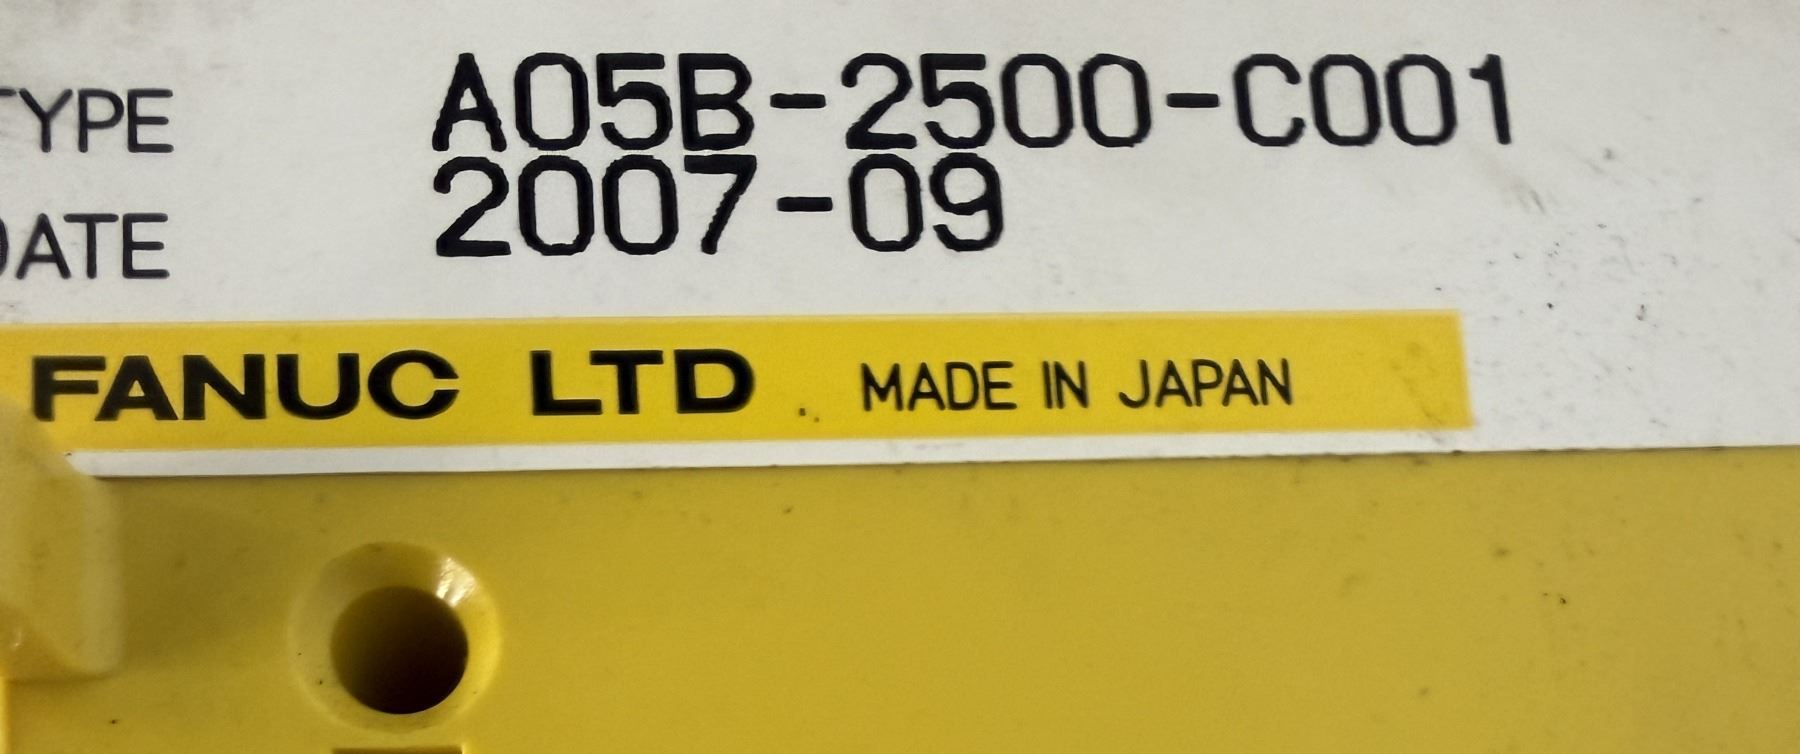 TYPE A05B-2500-C001
DATE 2007-09
FANUC LTD MADE IN JAPAN